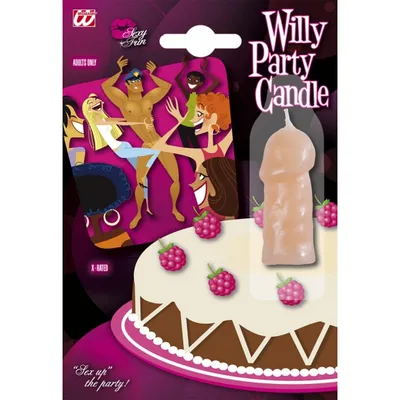 W
Sexy
Fun
ADULTS ONLY
Willy
Party
Candle
X-RATED
"Sex up"
the party!